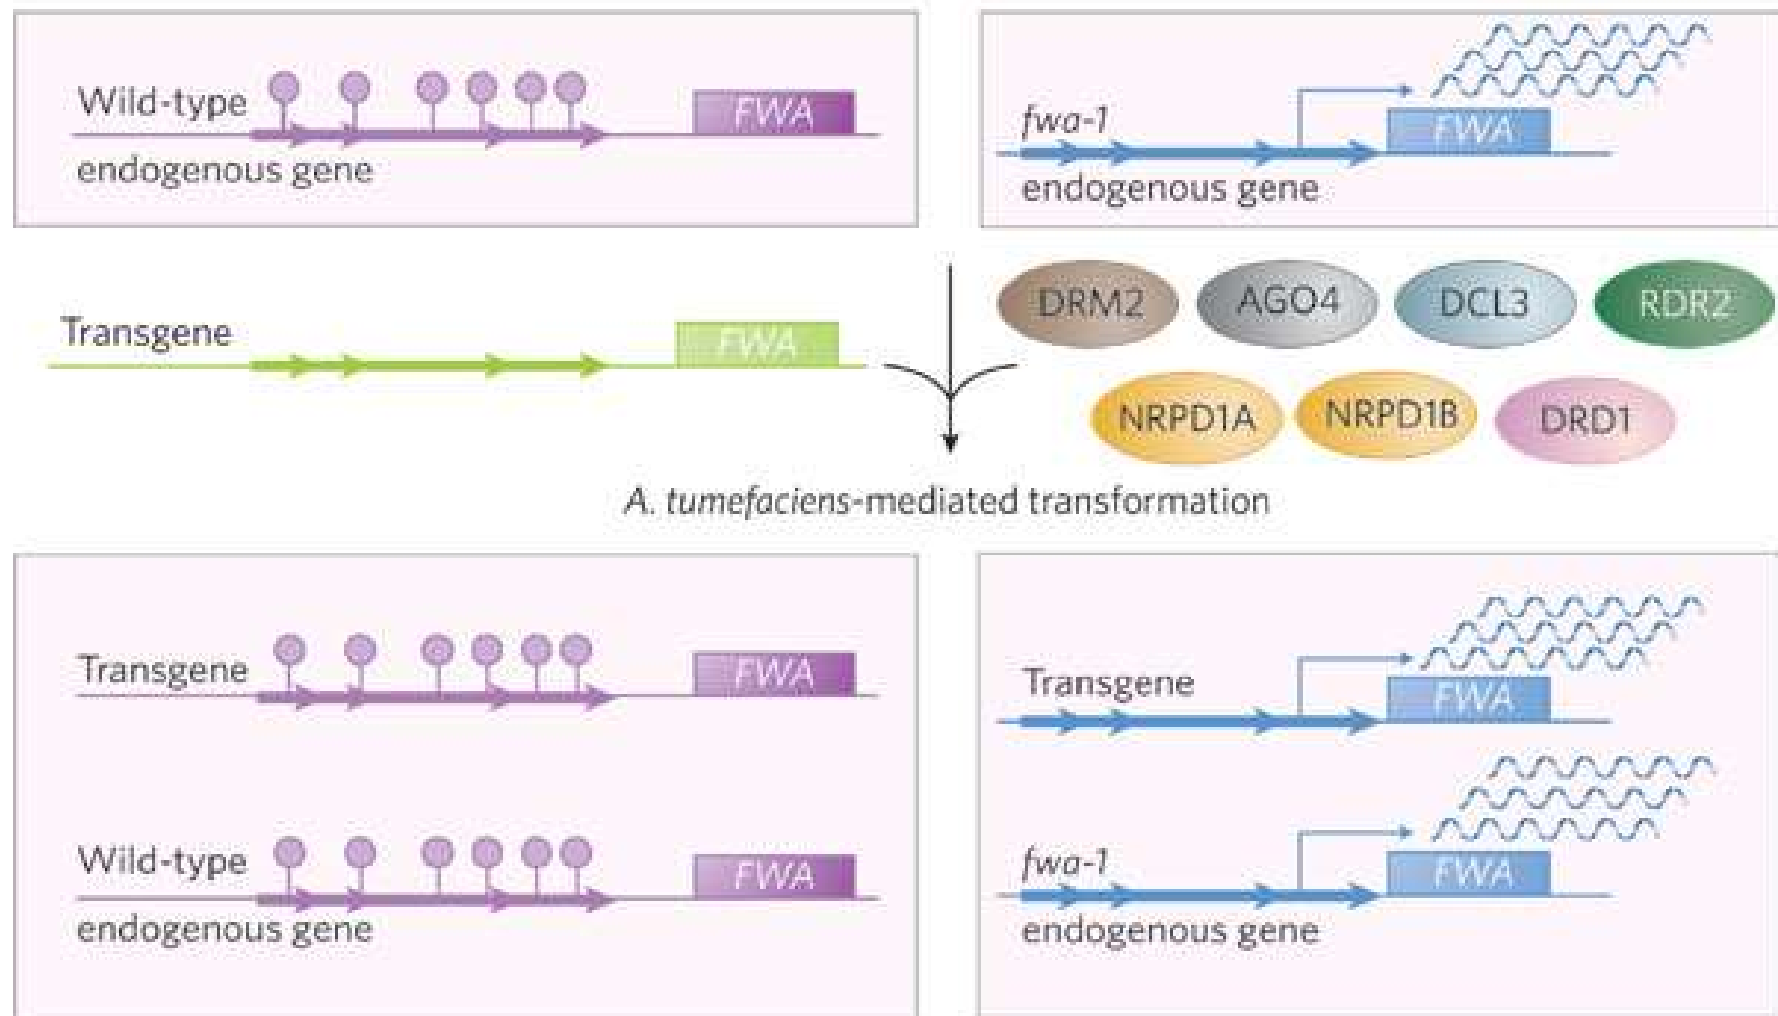 Wild-type
FWA
endogenous gene
fwa-1
FWA
endogenous gene
Transgene
FWA
DRM2
AGO4
DCL3
RDR2
NRPD1A
NRPD1B
DRD1
A. tumefaciens-mediated transformation
Transgene
FWA
Wild-type
FWA
endogenous gene
Transgene
FWA
fwa-1
FWA
endogenous gene